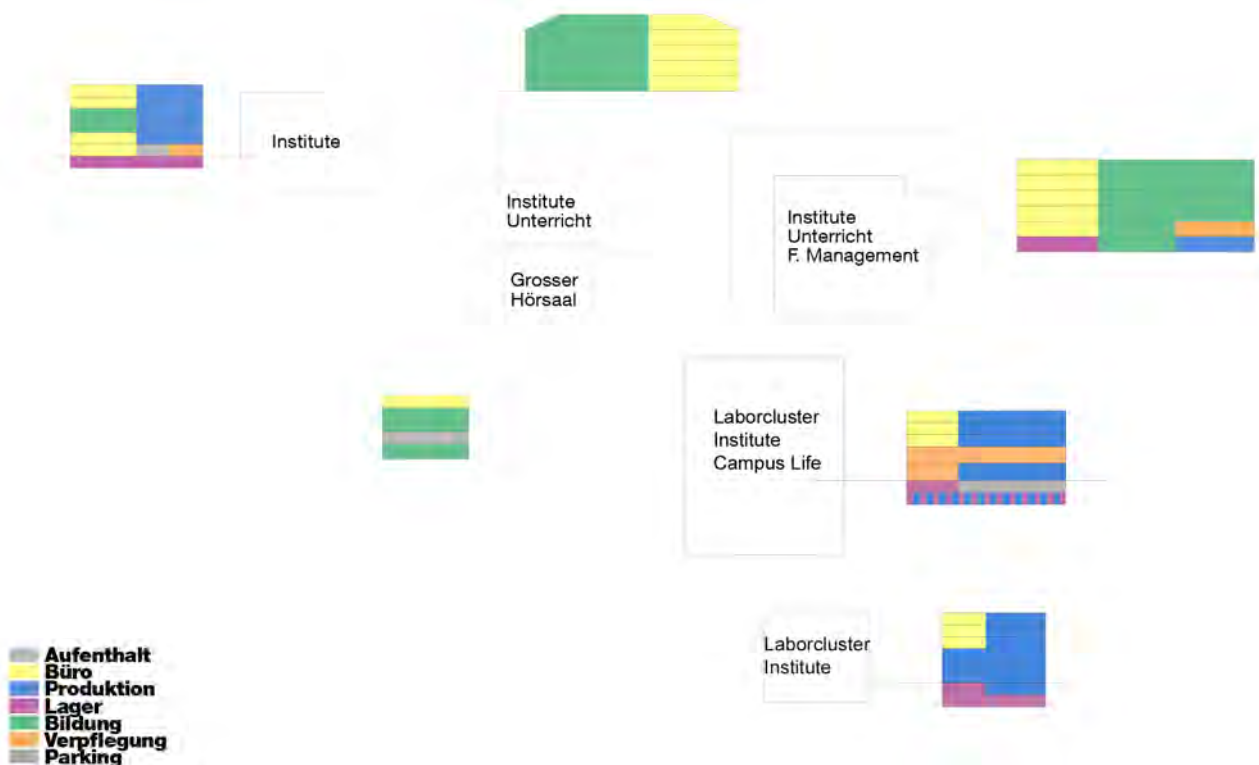 Institute
Institute
Unterricht
Institute
Unterricht
F. Management
Grosser
Hörsaal
Laborcluster
Institute
Campus Life
Laborcluster
Institute
Aufenthalt
Büro
Produktion
Lager
Bildung
Verpflegung
Parking